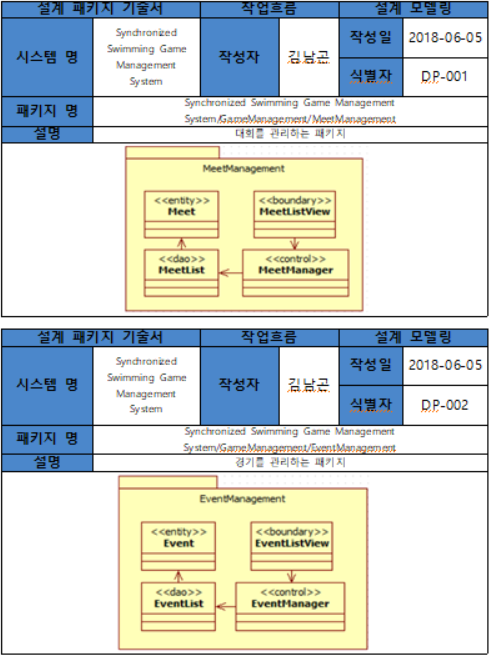 설계 패키지 기술서 작업흐름 설계 모델링
시스템 명
Synchronized
Swimming Game
Management
System
작성자
김남곤
작성일 2018-06-05
식별자 DP-001
패키지 명
Synchronized Swimming Game Management
System/GameManagement/MeetManagement
설명 대회를 관리하는 패키지
MeetManagement
<<entity>> <<boundary>>
Meet MeetListView
<<dao>> <<control>>
MeetList MeetManager
설계 패키지 기술서 작업흐름 설계 모델링
시스템 명
Synchronized
Swimming Game
Management
System
작성자
김남곤
작성일 2018-06-05
식별자 DP-002
패키지 명
Synchronized Swimming Game Management
System/GameManagement/EventManagement
설명 경기를 관리하는 패키지
EventManagement
<<entity>> <<boundary>>
Event EventListView
<<dao>> <<control>>
EventList EventManager